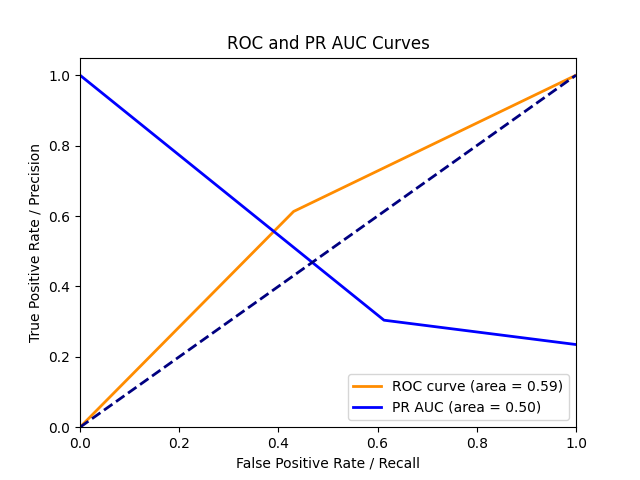 ROC and PR AUC Curves
True Positive Rate / Precision
1.0
0.8
0.6
0.4
0.2
0.0
0.0 0.2 0.4 0.6 0.8 1.0
False Positive Rate / Recall
ROC curve (area = 0.59)
PR AUC (area = 0.50)